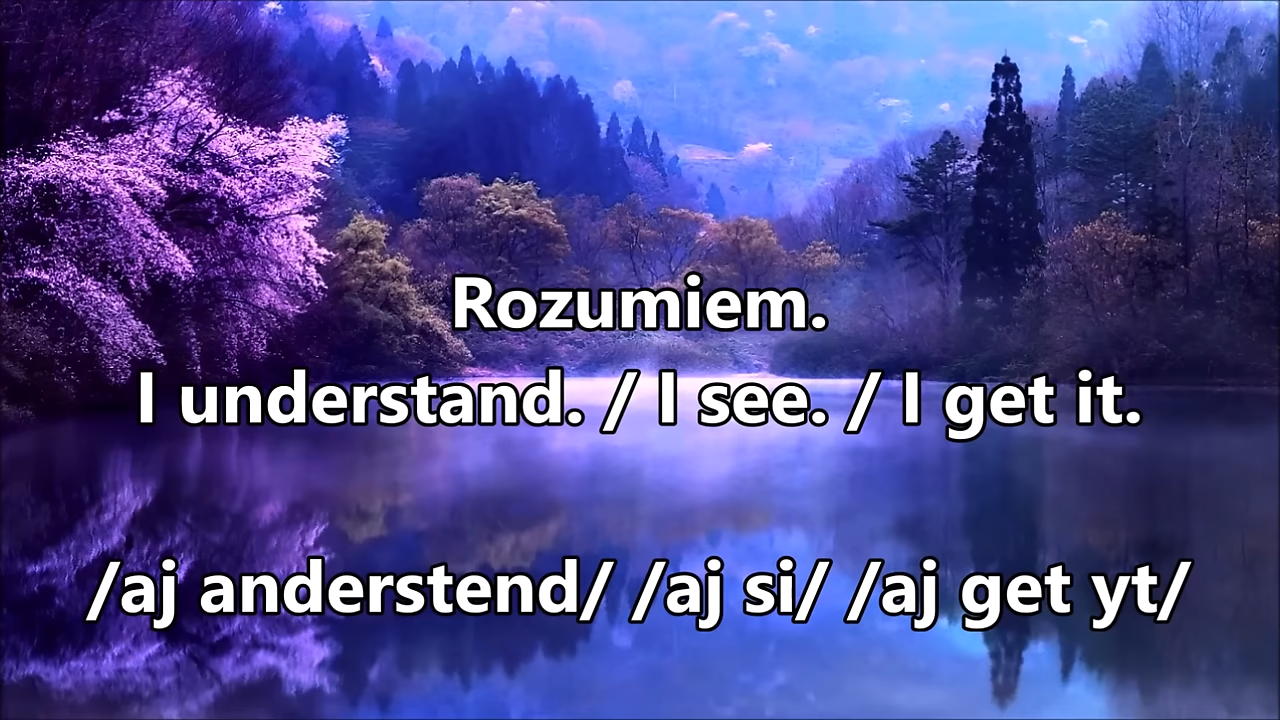 Rozumiem.
I understand. / I see. / I get it.
/aj anderstend/ /aj si/ /aj get yt/